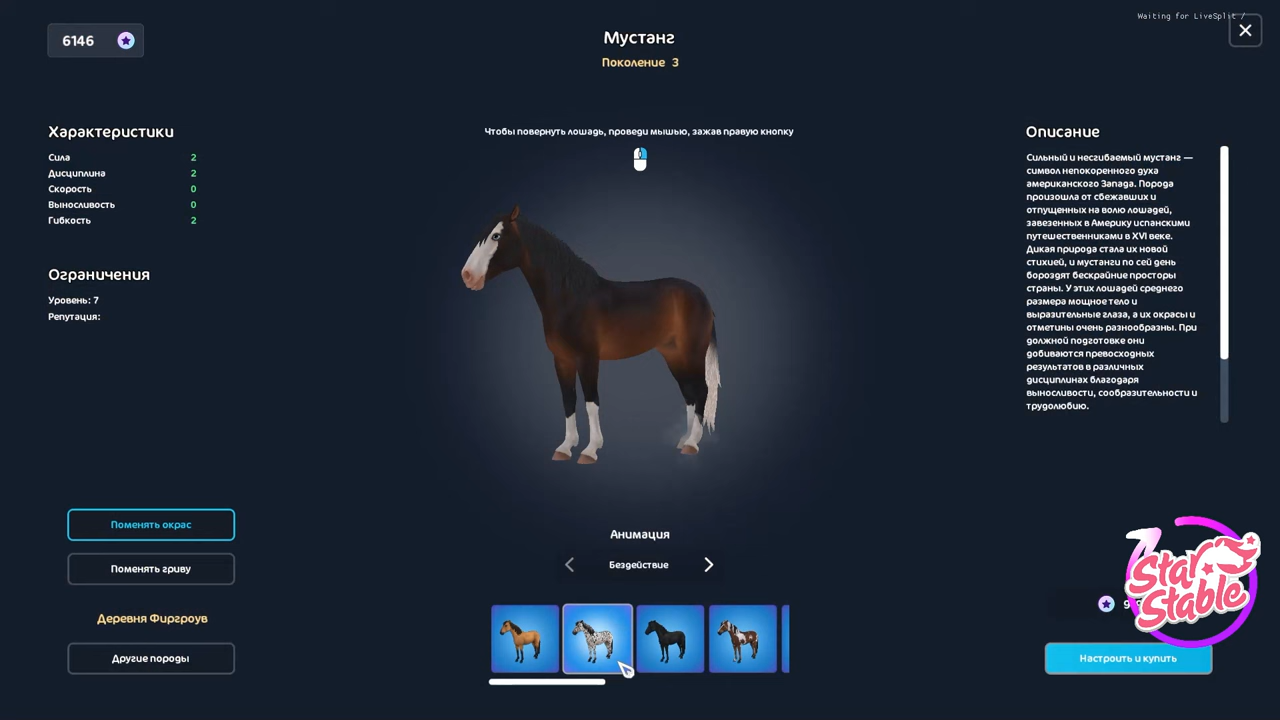 Waiting for LiveSplit /
6146
Мустанг
Поколение 3
Характеристики
Сила 2
Дисциплина 2
Скорость 0
Выносливость 0
Гибкость 2
Ограничения
Уровень: 7
Репутация:
Чтобы повернуть лошадь, проведи мышью, зажав правую кнопку
Описание
Сильный и несгибаемый мустанг —
символ непокоренного духа
американского Запада. Порода
произошла от сбежавших и
отпущенных на волю лошадей,
завезенных в Америку испанскими
путешественниками в XVI веке.
Дикая природа стала их новой
стихией, и мустанги по сей день
бороздят бескрайние просторы
страны. У этих лошадей среднего
размера мощное тело и
выразительные глаза, а их окрасы и
отметины очень разнообразны. При
должной подготовке они
добиваются превосходных
результатов в различных
дисциплинах благодаря
выносливости, сообразительности и
трудолюбию.
Поменять окрас
Поменять гриву
Деревня Фиргроув
Другие породы
Анимация
Бездействие
Star
Stable
Настроить и купить